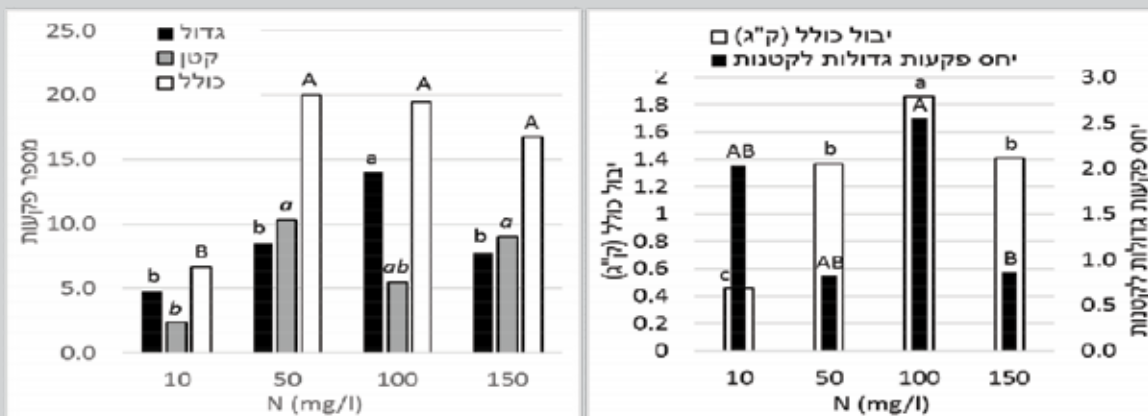 25.0
20.0
15.0
10.0
5.0
0.0
מספר פקעות
גדול
קטן
כולל
b
b
B
b
a
A
a
ab
A
b
a
A
10 50 100 150
N (mg/l)
יבול כולל (ק"ג)
יחס פקעות גדולות לקטנות
2
1.8
1.6
1.4
1.2
1
0.8
0.6
0.4
0.2
0
יבול כולל (ק"ג)
c
AB
b
AB
a
A
b
B
3.0
2.5
2.0
1.5
1.0
0.5
0.0
יחס פקעות גדולות לקטנות
10 50 100 150
N (mg/l)